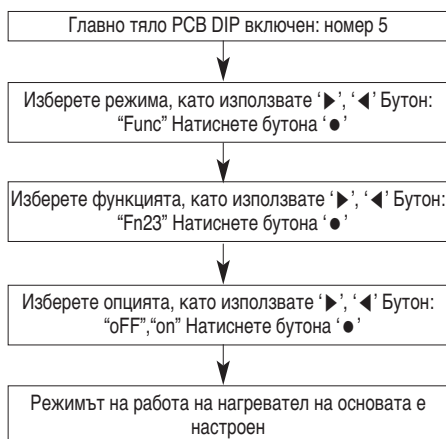 Главно тяло PCB DIP включен: номер 5
Изберете режима, като използвате ‘▶’, ‘◀’ Бутон:
“Func” Натиснете бутона ‘●’
Изберете функцията, като използвате ‘▶’, ‘◀’ Бутон:
“Fn23” Натиснете бутона ‘●’
Изберете опцията, като използвате ‘▶’, ‘◀’ Бутон:
“oFF”,“on” Натиснете бутона ‘●’
Режимът на работа на нагревател на основата е
настроен